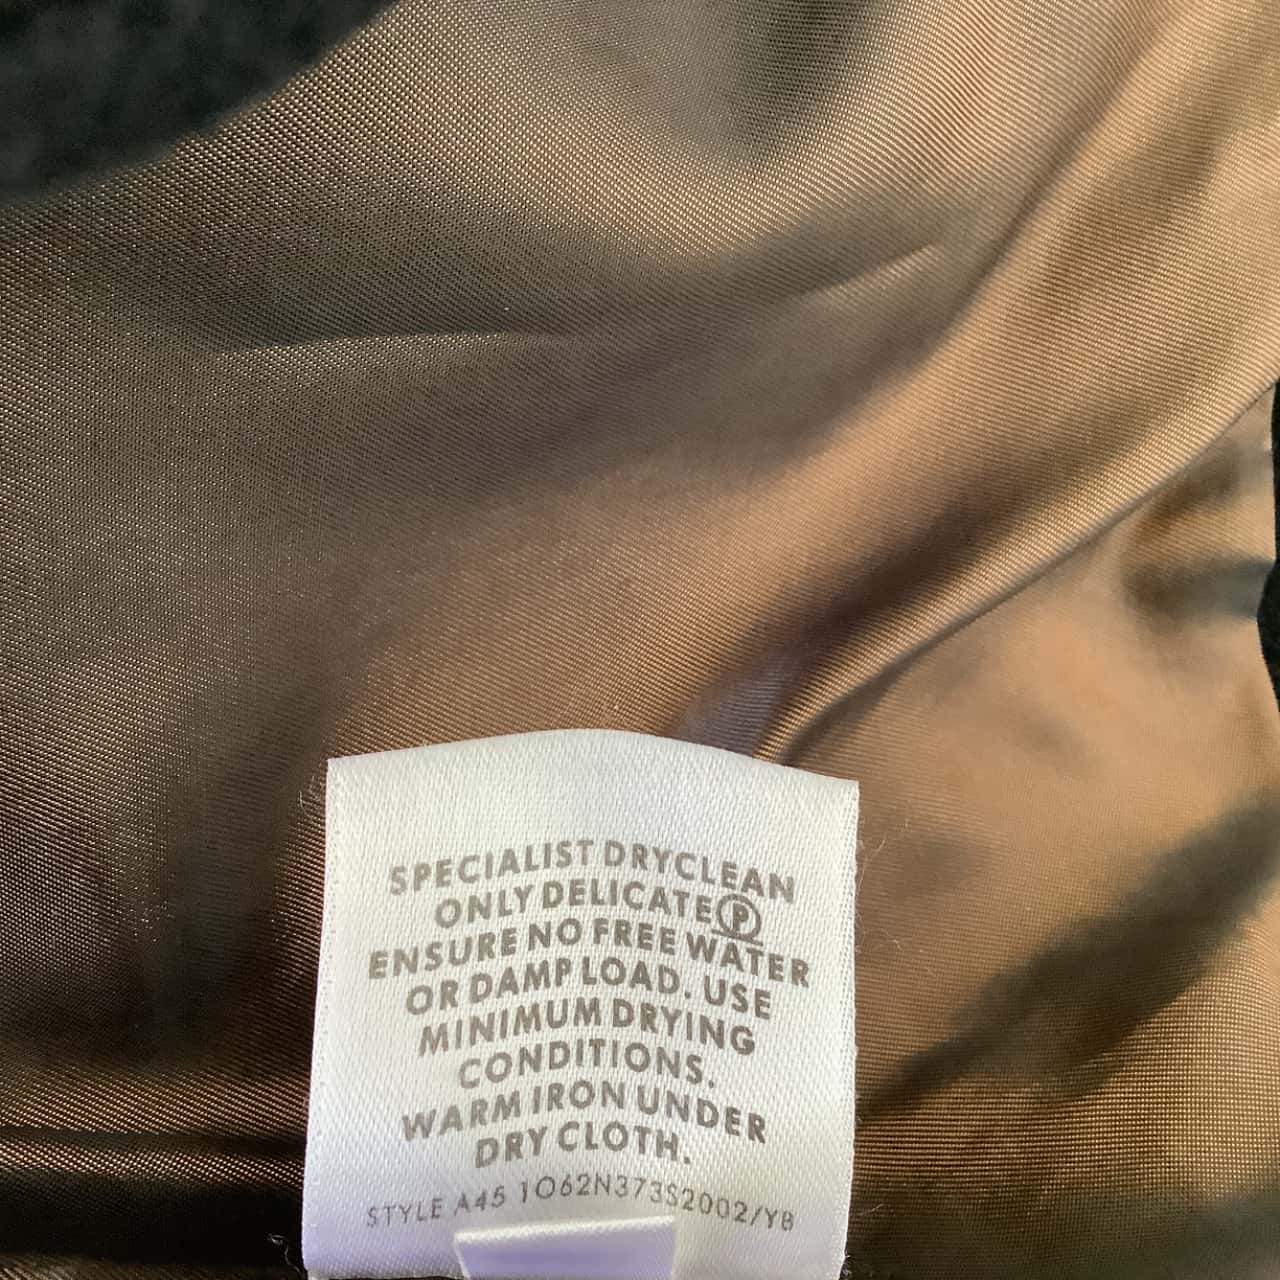 SPECIALIST DRYCLEAN
ONLY DELICATE Ⓟ
ENSURE NO FREE WATER
OR DAMP LOAD. USE
MINIMUM DRYING
CONDITIONS.
WARM IRON UNDER
DRY CLOTH.
STYLE A45 1O62N373S2002/YB